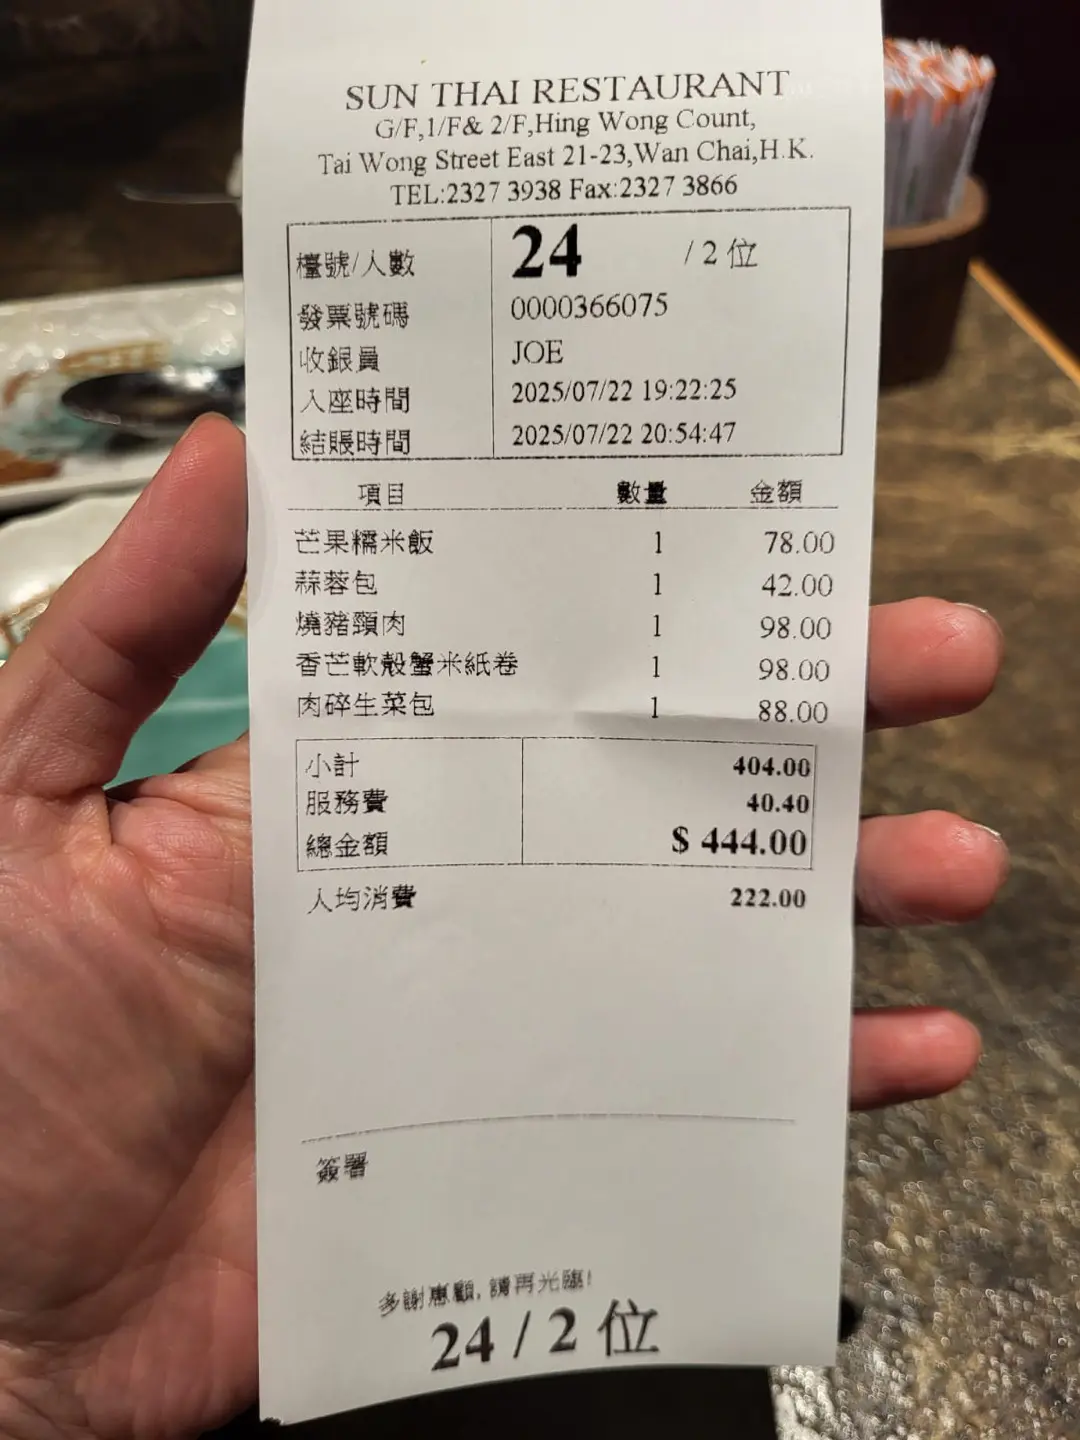 SUN THAI RESTAURANT
G/F,1/F& 2/F,Hing Wong Count,
Tai Wong Street East 21-23,Wan Chai,H.K.
TEL:2327 3938 Fax:2327 3866
檯號/人數 24 / 2 位
發票號碼 0000366075
收銀員 JOE
入座時間 2025/07/22 19:22:25
結賬時間 2025/07/22 20:54:47
項目 數量 金額
芒果糯米飯 1 78.00
蒜蓉包 1 42.00
燒豬頸肉 1 98.00
香芒軟殼蟹米紙卷 1 98.00
肉碎生菜包 1 88.00
小計 404.00
服務費 40.40
總金額 $ 444.00
人均消費 222.00
簽署
多謝惠顧, 請再光臨!
24 / 2 位